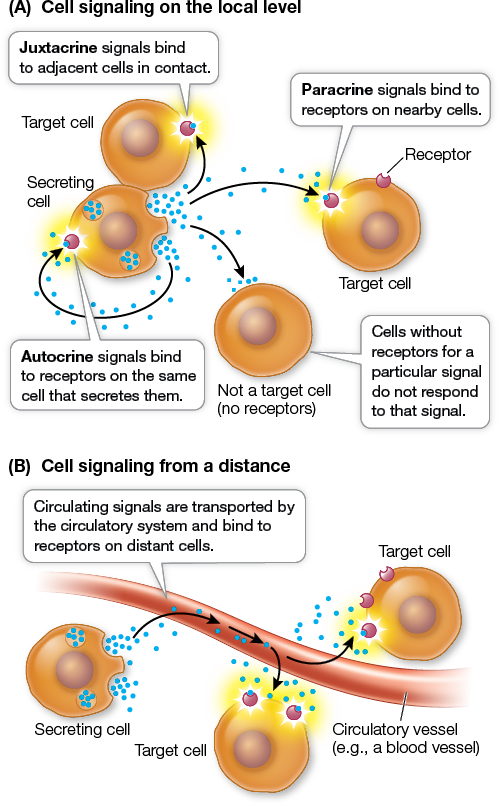 (A) Cell signaling on the local level
Juxtacrine signals bind
to adjacent cells in contact.
Paracrine signals bind to
receptors on nearby cells.
Target cell
Receptor
Secreting
cell
Target cell
Autocrine signals bind
to receptors on the same
cell that secretes them.
Not a target cell
(no receptors)
Cells without
receptors for a
particular signal
do not respond
to that signal.
(B) Cell signaling from a distance
Circulating signals are transported by
the circulatory system and bind to
receptors on distant cells.
Target cell
Secreting cell
Target cell
Circulatory vessel
(e.g., a blood vessel)